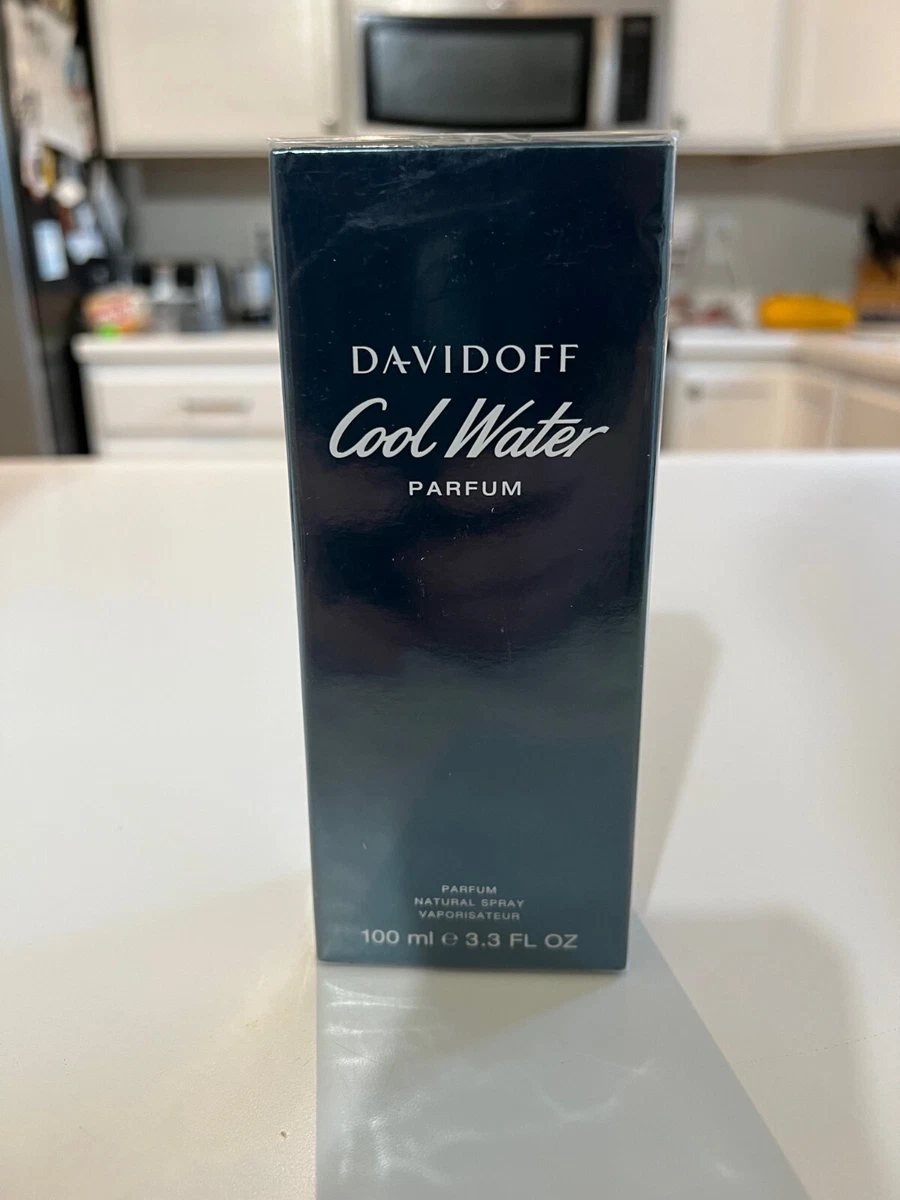 DAVIDOFF
Cool Water
PARFUM
PARFUM
NATURAL SPRAY
VAPORISATEUR
100 ml ℮ 3.3 FL OZ